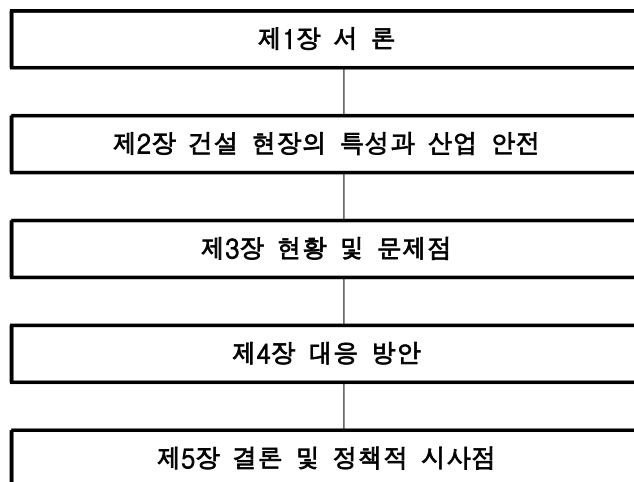 제1장 서 론
제2장 건설 현장의 특성과 산업 안전
제3장 현황 및 문제점
제4장 대응 방안
제5장 결론 및 정책적 시사점